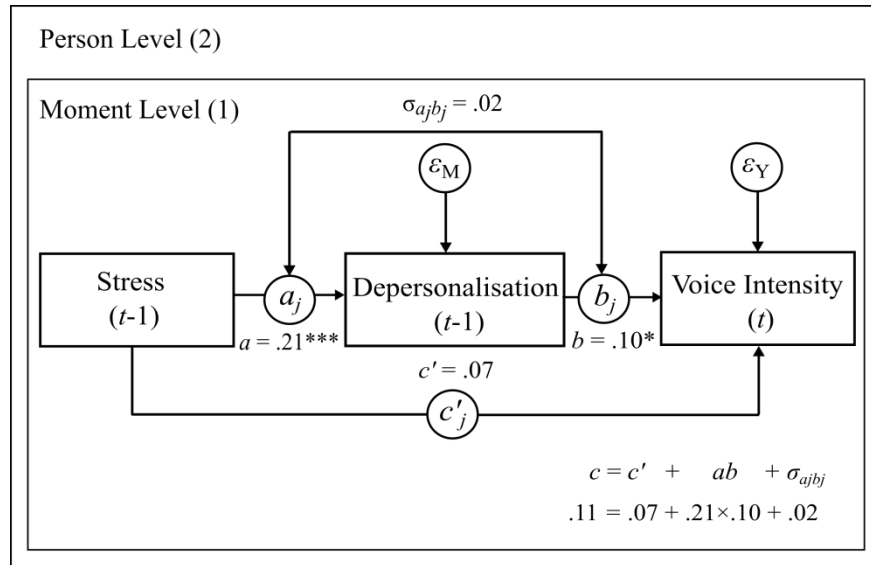 Person Level (2)
Moment Level (1)
σajbj = .02
εM
εY
Stress
(t-1)
aj
Depersonalisation
(t-1)
bj
Voice Intensity
(t)
a = .21***
b = .10*
c' = .07
c'j
c = c' + ab + σajbj
.11 = .07 + .21×.10 + .02